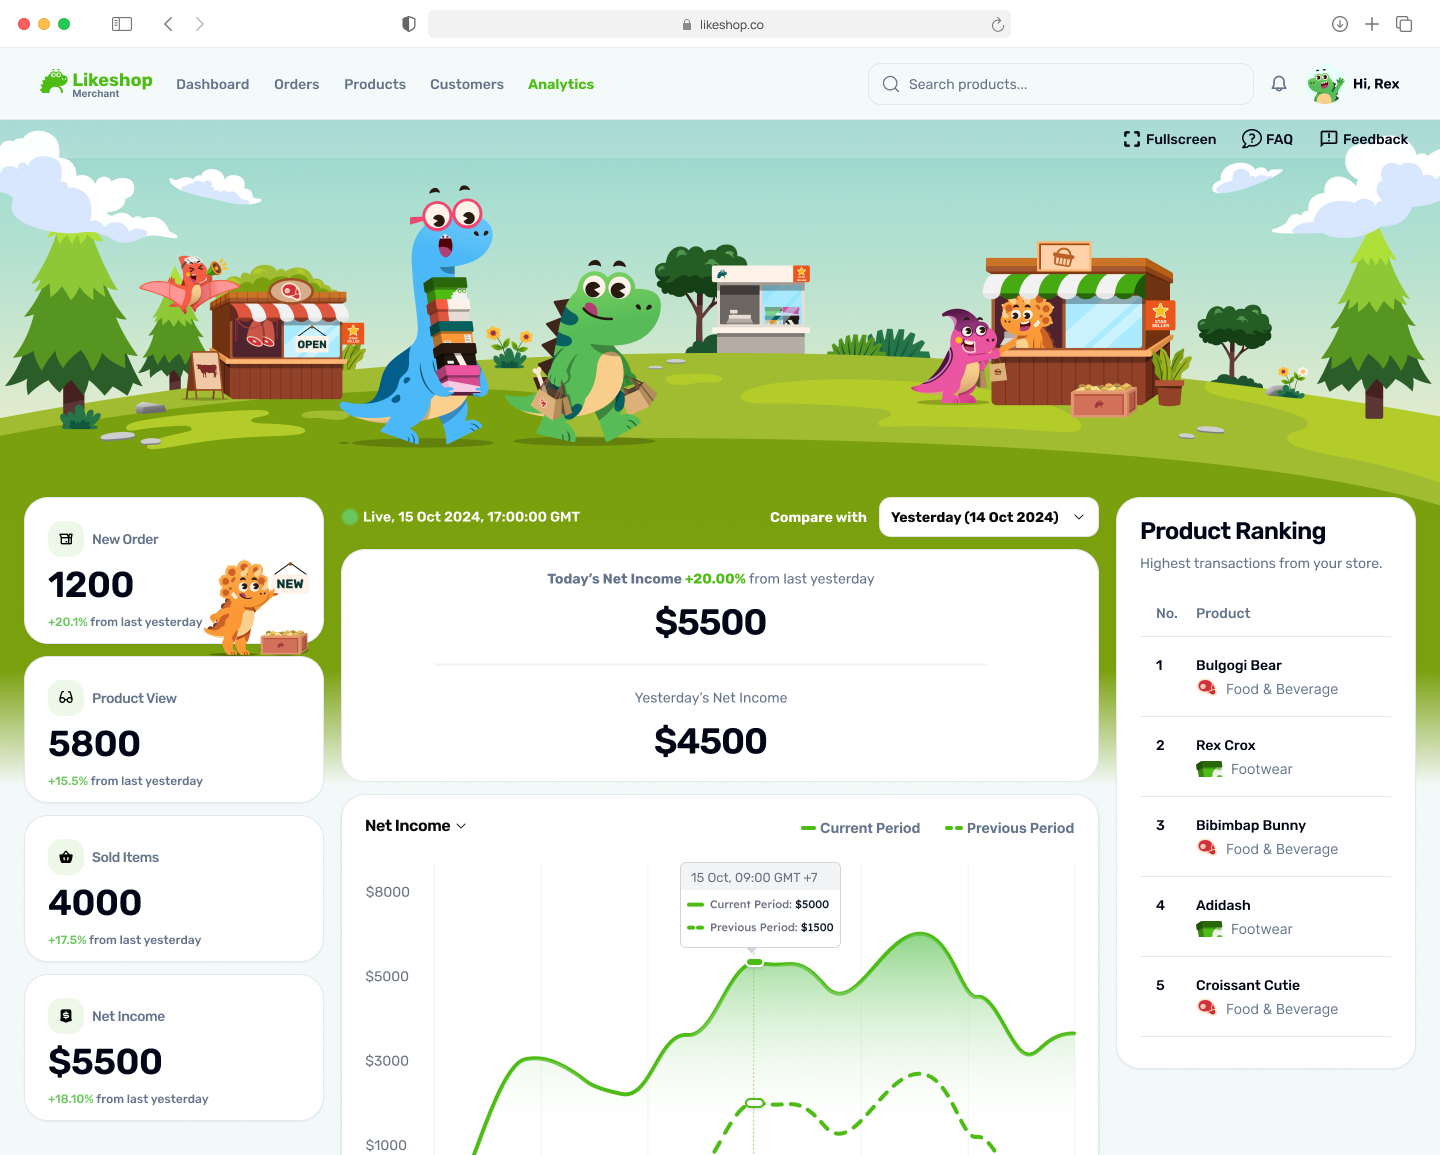 likeshop.co
Likeshop
Merchant
Dashboard
Orders
Products
Customers
Analytics
Search products...
Hi, Rex
Fullscreen
FAQ
Feedback
OPEN
STAR SELLER
STAR SELLER
New Order
1200
+20.1% from last yesterday
NEW
Product View
5800
+15.5% from last yesterday
Sold Items
4000
+17.5% from last yesterday
Net Income
$5500
+18.10% from last yesterday
Live, 15 Oct 2024, 17:00:00 GMT
Compare with
Yesterday (14 Oct 2024)
Today's Net Income +20.00% from last yesterday
$5500
Yesterday's Net Income
$4500
Net Income
Current Period
Previous Period
$8000
$5000
$3000
$1000
15 Oct, 09:00 GMT +7
Current Period: $5000
Previous Period: $1500
Product Ranking
Highest transactions from your store.
No. Product
1 Bulgogi Bear
Food & Beverage
2 Rex Crox
Footwear
3 Bibimbap Bunny
Food & Beverage
4 Adidash
Footwear
5 Croissant Cutie
Food & Beverage